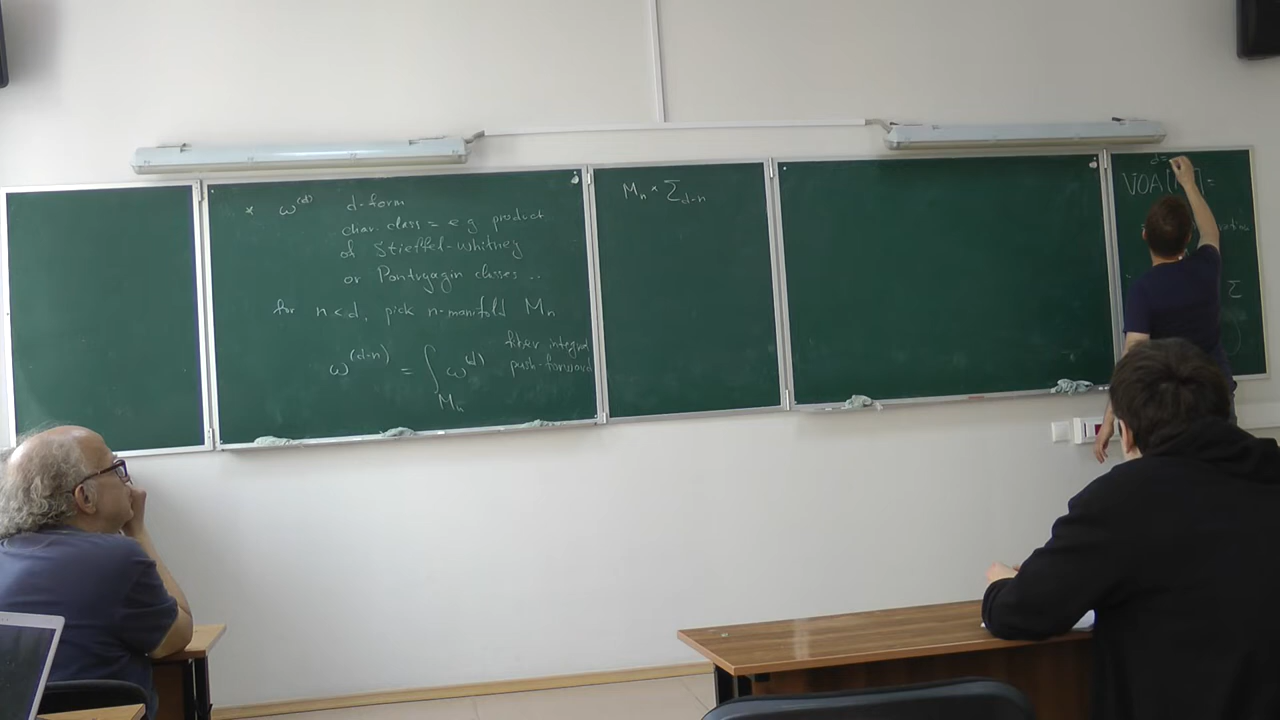 * ω^(d) d-form
char. class = e.g. product
of Stieffel-Whitney
or Pontryagin classes ..
for n < d, pick n-manifold M_n
ω^(d-n) = ∫_{M_n} ω^(d) fiber integral
push-forward
M_n × Σ_{d-n}
d=
VOA[ ]=
Σ